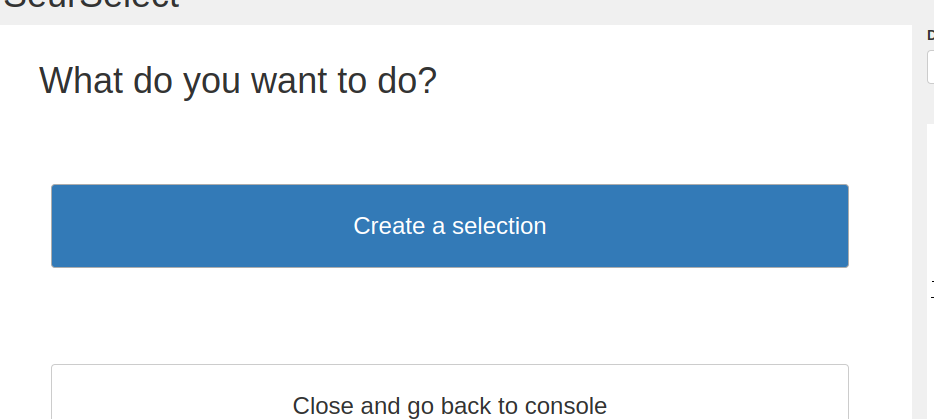 SeurSelect
What do you want to do?
Create a selection
Close and go back to console